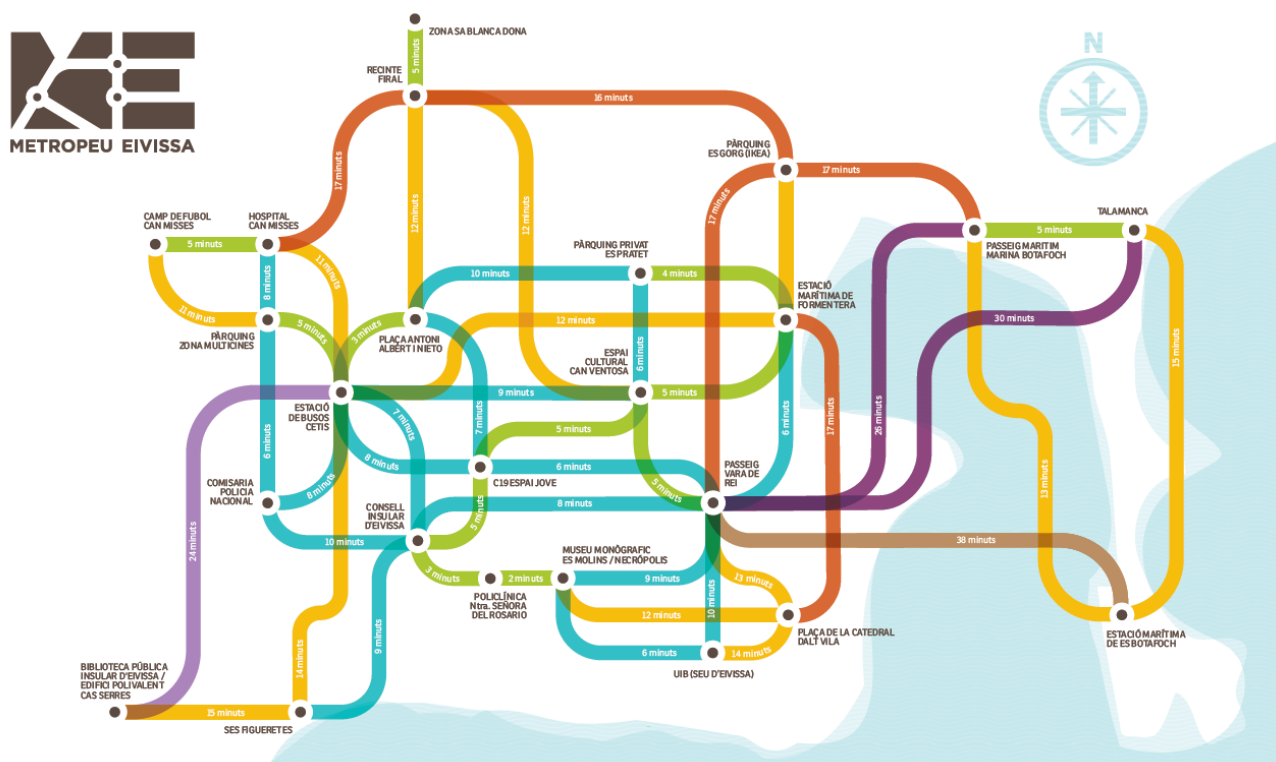 METROPEU EIVISSA
N
ZONA SA BLANCA DONA
5 minuts
RECINTE
FIRAL
16 minuts
17 minuts
12 minuts
12 minuts
PÀRQUING
ES GORG (IKEA)
17 minuts
17 minuts
CAMP DE FUBOL
CAN MISSES
HOSPITAL
CAN MISSES
5 minuts
11 minuts
8 minuts
11 minuts
TALAMANCA
5 minuts
PASSEIG MARITIM
MARINA BOTAFOCH
PÀRQUING PRIVAT
ES PRATET
10 minuts
4 minuts
ESTACIÓ
MARÍTIMA DE
FORMENTERA
PÀRQUING
ZONA MULTICINES
5 minuts
3 minuts
PLAÇA ANTONI
ALBERT I NIETO
12 minuts
30 minuts
15 minuts
ESPAI
CULTURAL
CAN VENTOSA
6 minuts
9 minuts
5 minuts
ESTACIÓ
DE BUSOS
CETIS
7 minuts
7 minuts
5 minuts
6 minuts
17 minuts
26 minuts
6 minuts
8 minuts
6 minuts
C19 ESPAI JOVE
PASSEIG
VARA DE
REI
5 minuts
COMISARIA
POLICIA
NACIONAL
8 minuts
CONSELL
INSULAR
D'EIVISSA
5 minuts
8 minuts
13 minuts
24 minuts
10 minuts
38 minuts
MUSEU MONÒGRAFIC
ES MOLINS / NECRÓPOLIS
3 minuts
2 minuts
9 minuts
13 minuts
POLICLÍNICA
Ntra. SEÑORA
DEL ROSARIO
12 minuts
10 minuts
PLAÇA DE LA CATEDRAL
DALT VILA
ESTACIÓ MARÍTIMA
DE ES BOTAFOCH
9 minuts
14 minuts
6 minuts
14 minuts
UIB (SEU D'EIVISSA)
BIBLIOTECA PÚBLICA
INSULAR D'EIVISSA /
EDIFICI POLIVALENT
CAS SERRES
15 minuts
SES FIGUERETES